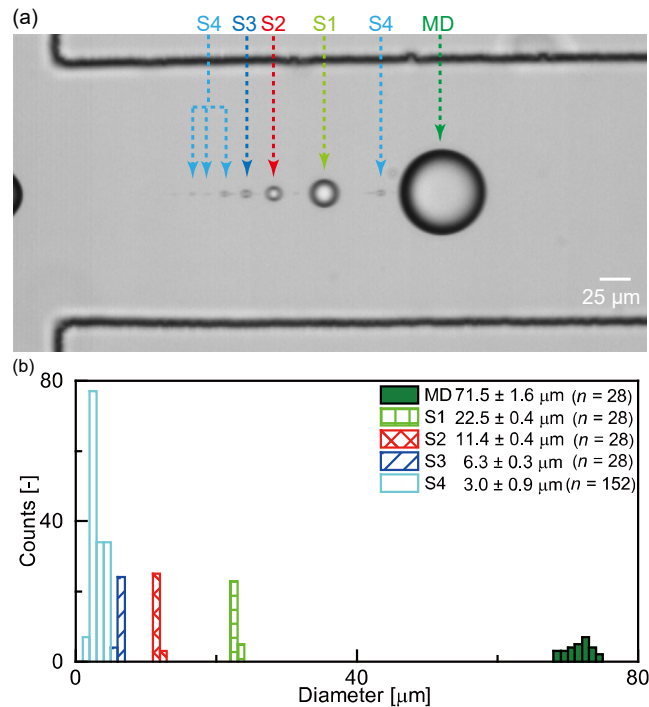 (a)
S4 S3 S2 S1 S4 MD
25 μm
(b)
80
40
0
Counts [-]
MD 71.5 ± 1.6 μm (n = 28)
S1 22.5 ± 0.4 μm (n = 28)
S2 11.4 ± 0.4 μm (n = 28)
S3 6.3 ± 0.3 μm (n = 28)
S4 3.0 ± 0.9 μm (n = 152)
0 40 80
Diameter [μm]